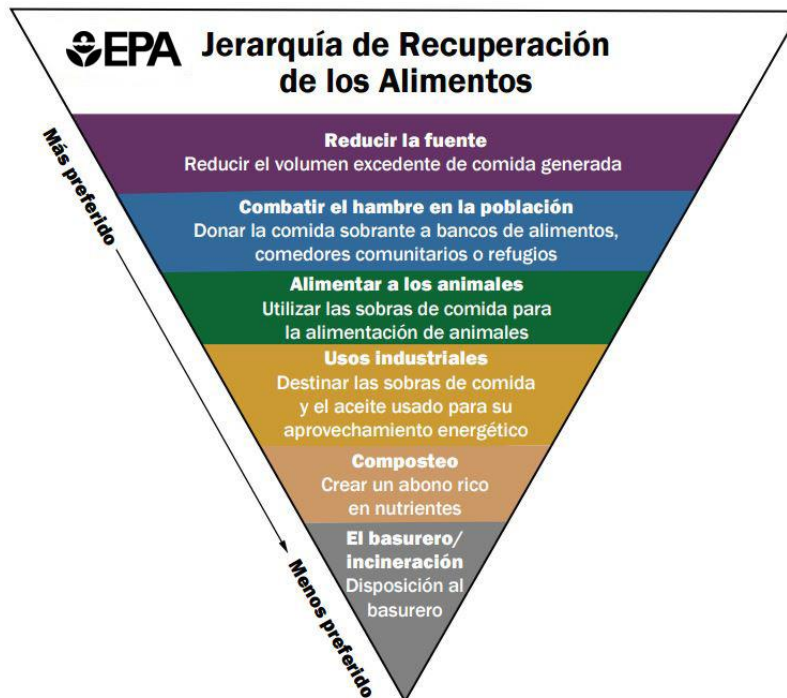 EPA
Jerarquía de Recuperación
de los Alimentos
Más preferido
Reducir la fuente
Reducir el volumen excedente de comida generada
Combatir el hambre en la población
Donar la comida sobrante a bancos de alimentos,
comedores comunitarios o refugios
Alimentar a los animales
Utilizar las sobras de comida para
la alimentación de animales
Usos industriales
Destinar las sobras de comida
y el aceite usado para su
aprovechamiento energético
Composteo
Crear un abono rico
en nutrientes
El basurero/
incineración
Disposición al
basurero
Menos preferido